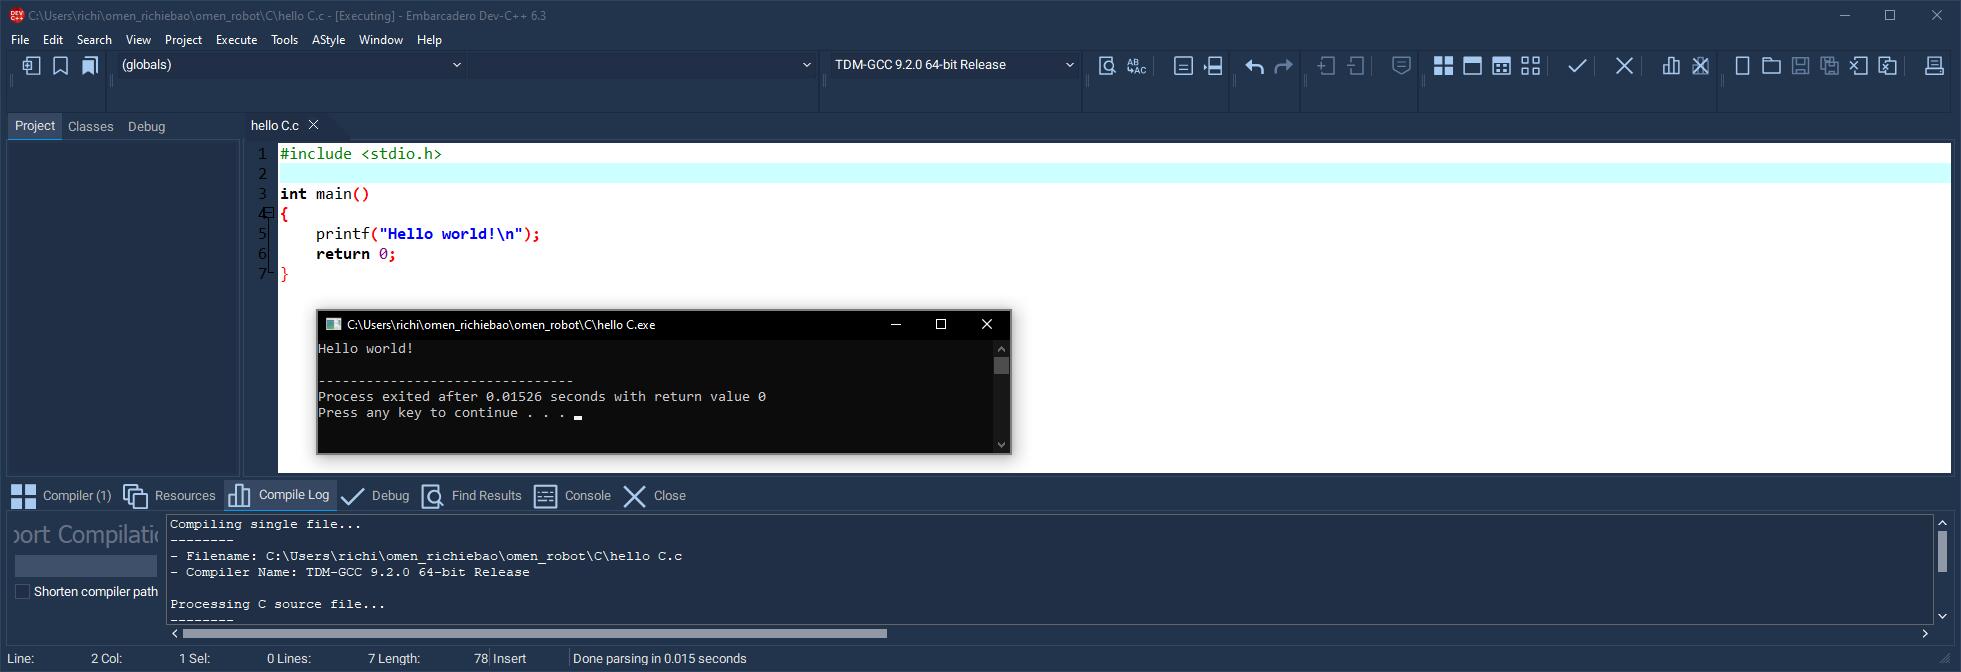 C:\Users\richi\omen_richiebao\omen_robot\C\hello C.c - [Executing] - Embarcadero Dev-C++ 6.3
File Edit Search View Project Execute Tools AStyle Window Help
(globals) TDM-GCC 9.2.0 64-bit Release
Project Classes Debug
hello C.c
1 #include <stdio.h>
2
3 int main()
4 {
5 printf("Hello world!\n");
6 return 0;
7 }
C:\Users\richi\omen_richiebao\omen_robot\C\hello C.exe
Hello world!
--------------------------------
Process exited after 0.01526 seconds with return value 0
Press any key to continue . . .
Compiler (1) Resources Compile Log Debug Find Results Console Close
ort Compilati
Shorten compiler path
Compiling single file...
--------
- Filename: C:\Users\richi\omen_richiebao\omen_robot\C\hello C.c
- Compiler Name: TDM-GCC 9.2.0 64-bit Release
Processing C source file...
--------
Line: 2 Col: 1 Sel: 0 Lines: 7 Length: 78 Insert Done parsing in 0.015 seconds